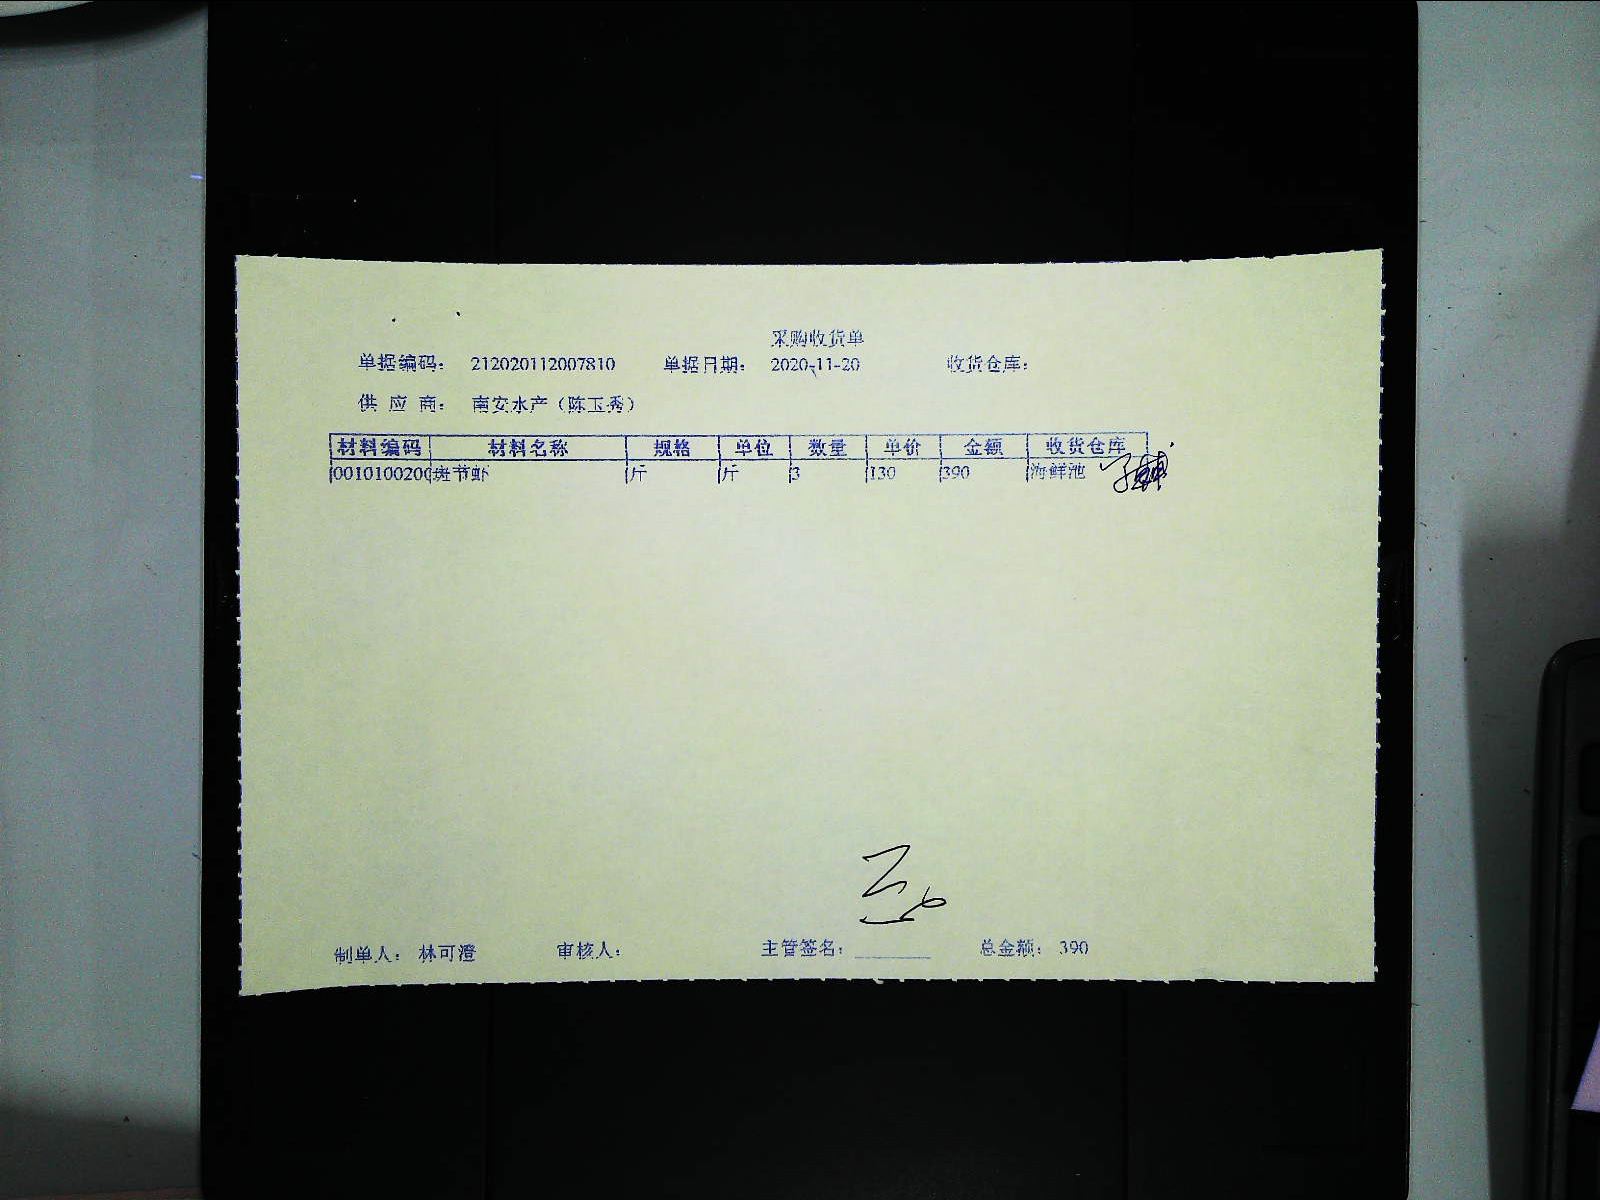 采购收货单
单据编码： 212020112007810 单据日期： 2020-11-20 收货仓库：
供 应 商： 南安水产（陈玉秀）
材料编码 材料名称 规格 单位 数量 单价 金额 收货仓库
0010100200 斑节虾 斤 斤 3 130 390 海鲜池
制单人： 林可澄 审核人： 主管签名： 总金额： 390